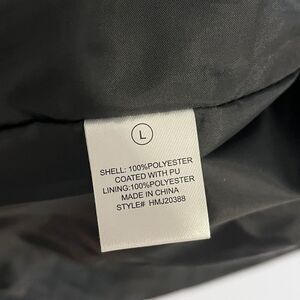 L
SHELL: 100%POLYESTER
COATED WITH PU
LINING:100%POLYESTER
MADE IN CHINA
STYLE# HMJ20388